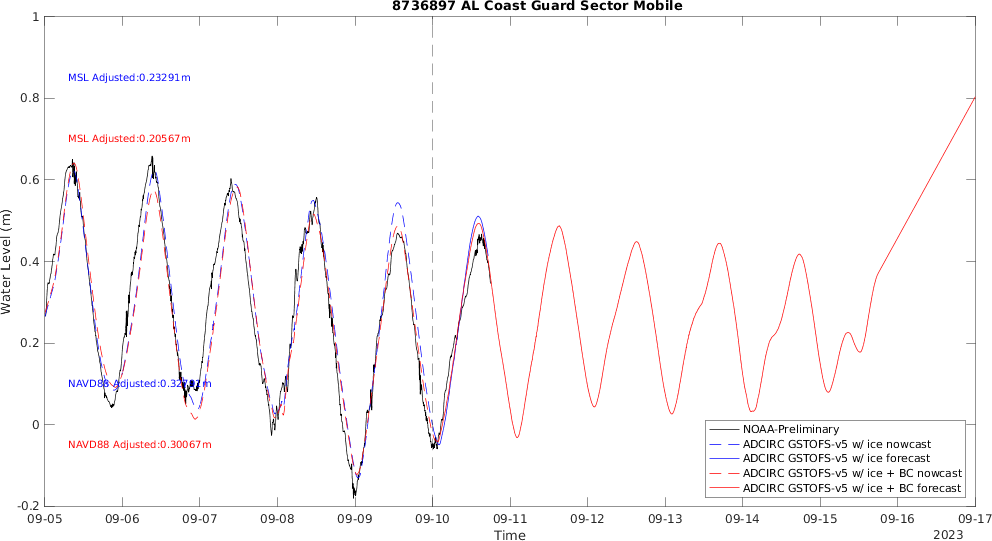 8736897 AL Coast Guard Sector Mobile
1
0.8
0.6
0.4
0.2
0
-0.2
Water Level (m)
MSL Adjusted:0.23291m
MSL Adjusted:0.20567m
NAVD88 Adjusted:
NAVD88 Adjusted:0.30067m
NOAA-Preliminary
ADCIRC GSTOFS-v5 w/ ice nowcast
ADCIRC GSTOFS-v5 w/ ice forecast
ADCIRC GSTOFS-v5 w/ ice + BC nowcast
ADCIRC GSTOFS-v5 w/ ice + BC forecast
09-05 09-06 09-07 09-08 09-09 09-10 09-11 09-12 09-13 09-14 09-15 09-16 09-17
Time
2023